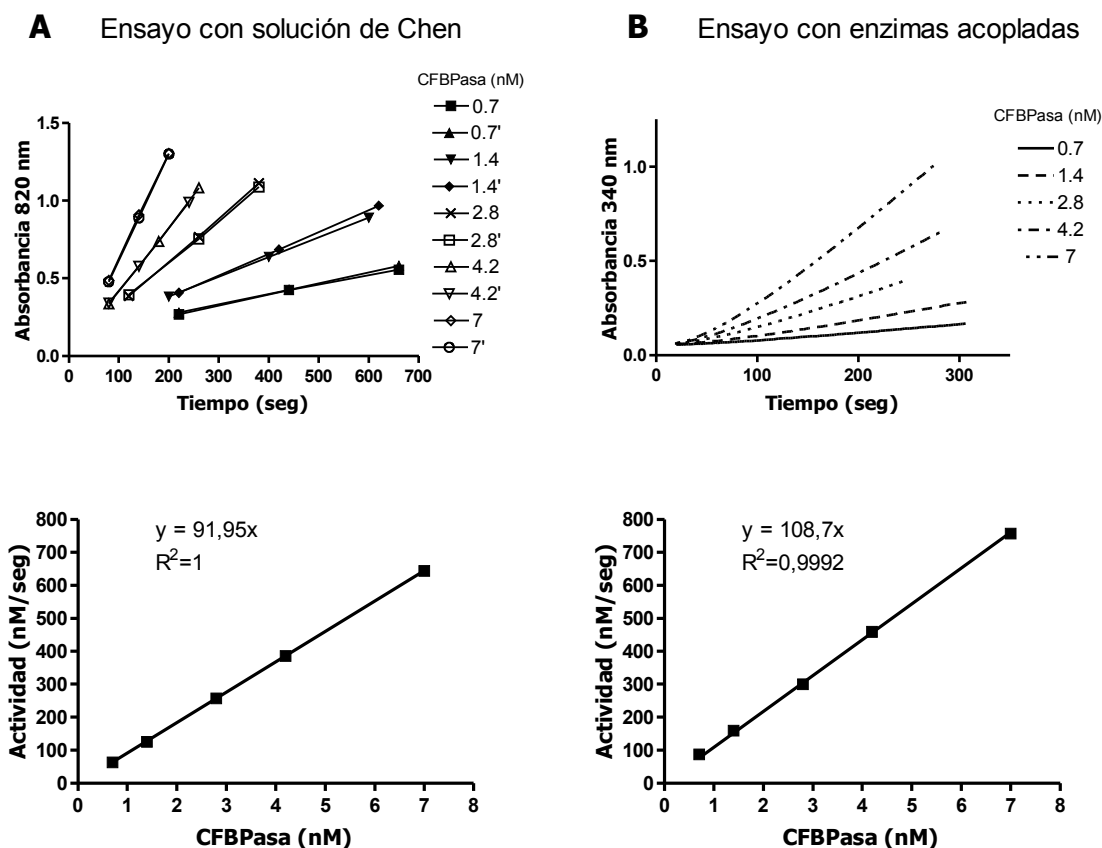 A Ensayo con solución de Chen
CFBPasa (nM)
0.7
0.7'
1.4
1.4'
2.8
2.8'
4.2
4.2'
7
7'
Absorbancia 820 nm
1.5
1.0
0.5
0.0
0 100 200 300 400 500 600 700
Tiempo (seg)
B Ensayo con enzimas acopladas
CFBPasa (nM)
0.7
1.4
2.8
4.2
7
Absorbancia 340 nm
1.0
0.5
0.0
0 100 200 300
Tiempo (seg)
y = 91,95x
R²=1
Actividad (nM/seg)
800
700
600
500
400
300
200
100
0
0 1 2 3 4 5 6 7 8
CFBPasa (nM)
y = 108,7x
R²=0,9992
Actividad (nM/seg)
800
700
600
500
400
300
200
100
0
0 1 2 3 4 5 6 7 8
CFBPasa (nM)